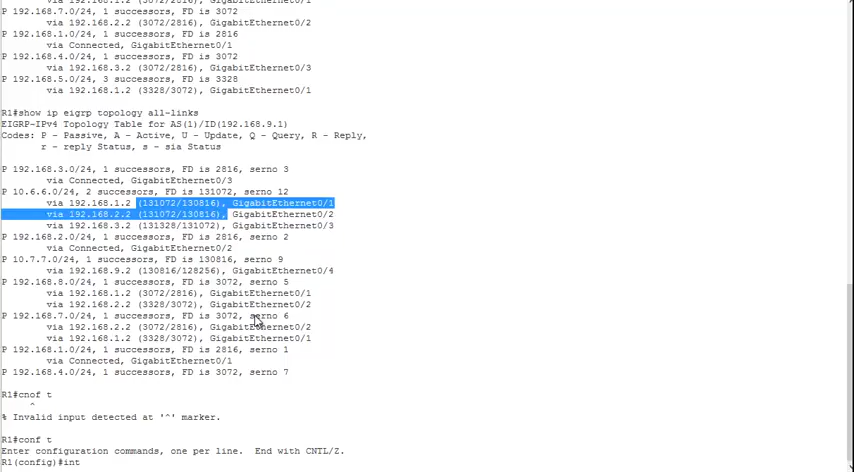 via 192.168.1.2 (3072/2816), GigabitEthernet0/1
P 192.168.7.0/24, 1 successors, FD is 3072
via 192.168.2.2 (3072/2816), GigabitEthernet0/2
P 192.168.1.0/24, 1 successors, FD is 2816
via Connected, GigabitEthernet0/1
P 192.168.4.0/24, 1 successors, FD is 3072
via 192.168.3.2 (3072/2816), GigabitEthernet0/3
P 192.168.5.0/24, 3 successors, FD is 3328
via 192.168.1.2 (3328/3072), GigabitEthernet0/1
R1#show ip eigrp topology all-links
EIGRP-IPv4 Topology Table for AS(1)/ID(192.168.9.1)
Codes: P - Passive, A - Active, U - Update, Q - Query, R - Reply,
r - reply Status, s - sia Status
P 192.168.3.0/24, 1 successors, FD is 2816, serno 3
via Connected, GigabitEthernet0/3
P 10.6.6.0/24, 2 successors, FD is 131072, serno 12
via 192.168.1.2 (131072/130816), GigabitEthernet0/1
via 192.168.2.2 (131072/130816), GigabitEthernet0/2
via 192.168.3.2 (131328/131072), GigabitEthernet0/3
P 192.168.2.0/24, 1 successors, FD is 2816, serno 2
via Connected, GigabitEthernet0/2
P 10.7.7.0/24, 1 successors, FD is 130816, serno 9
via 192.168.9.2 (130816/128256), GigabitEthernet0/4
P 192.168.8.0/24, 1 successors, FD is 3072, serno 5
via 192.168.1.2 (3072/2816), GigabitEthernet0/1
via 192.168.2.2 (3328/3072), GigabitEthernet0/2
P 192.168.7.0/24, 1 successors, FD is 3072, serno 6
via 192.168.2.2 (3072/2816), GigabitEthernet0/2
via 192.168.1.2 (3328/3072), GigabitEthernet0/1
P 192.168.1.0/24, 1 successors, FD is 2816, serno 1
via Connected, GigabitEthernet0/1
P 192.168.4.0/24, 1 successors, FD is 3072, serno 7
R1#cnof t
^
% Invalid input detected at '^' marker.
R1#conf t
Enter configuration commands, one per line. End with CNTL/Z.
R1(config)#int